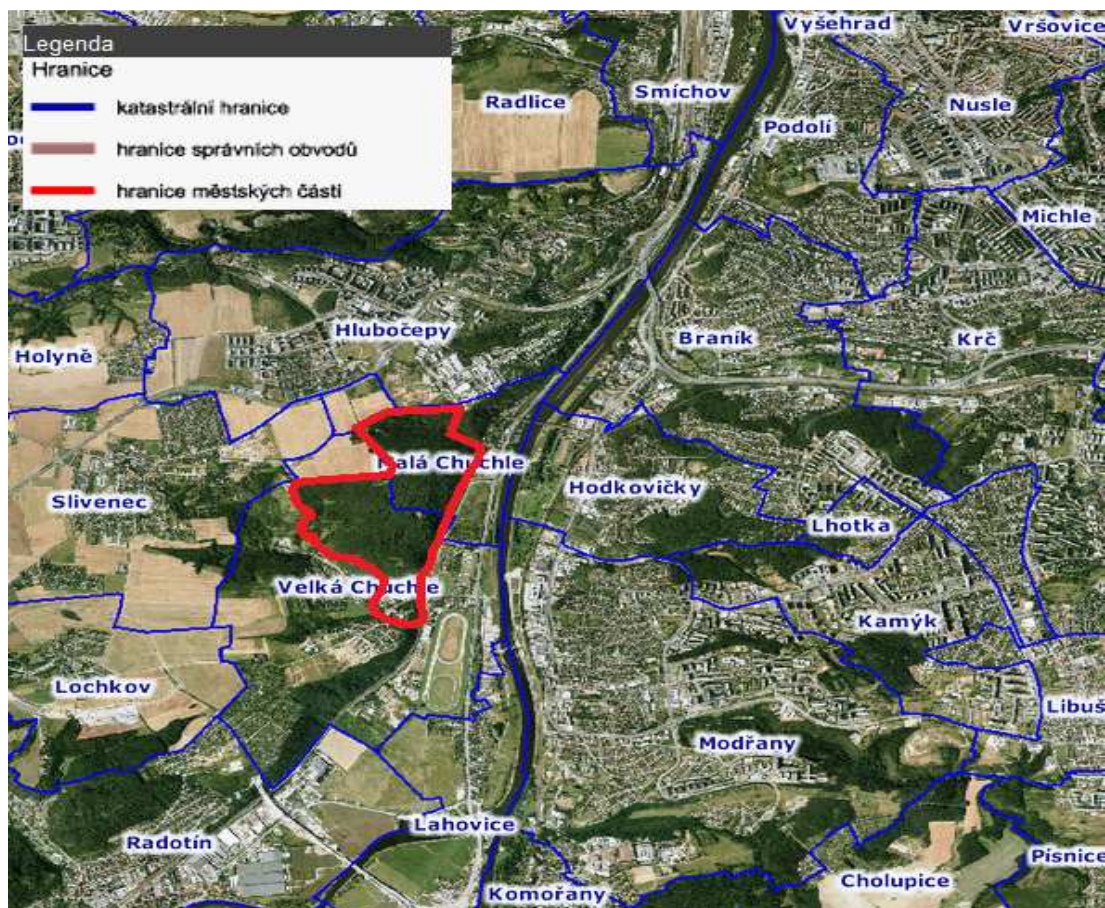 Legenda
Hranice
katastrální hranice
hranice správních obvodů
hranice městských částí
Vyšehrad
Vršovice
Smíchov
Radlice
Nusle
Podolí
Michle
Hlubočepy
Braník
Krč
Holyně
Malá Chuchle
Slivenec
Hodkovičky
Lhotka
Velká Chuchle
Kamýk
Lochkov
Libuš
Modřany
Radotín
Lahovice
Písnice
Cholupice
Komořany